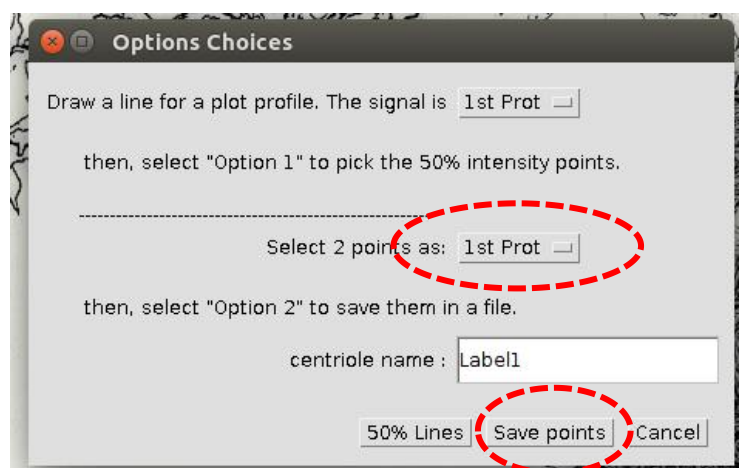 Options Choices
Draw a line for a plot profile. The signal is 1st Prot
then, select "Option 1" to pick the 50% intensity points.
------------------------------------------------
Select 2 points as: 1st Prot
then, select "Option 2" to save them in a file.
centriole name : Label1
50% Lines Save points Cancel